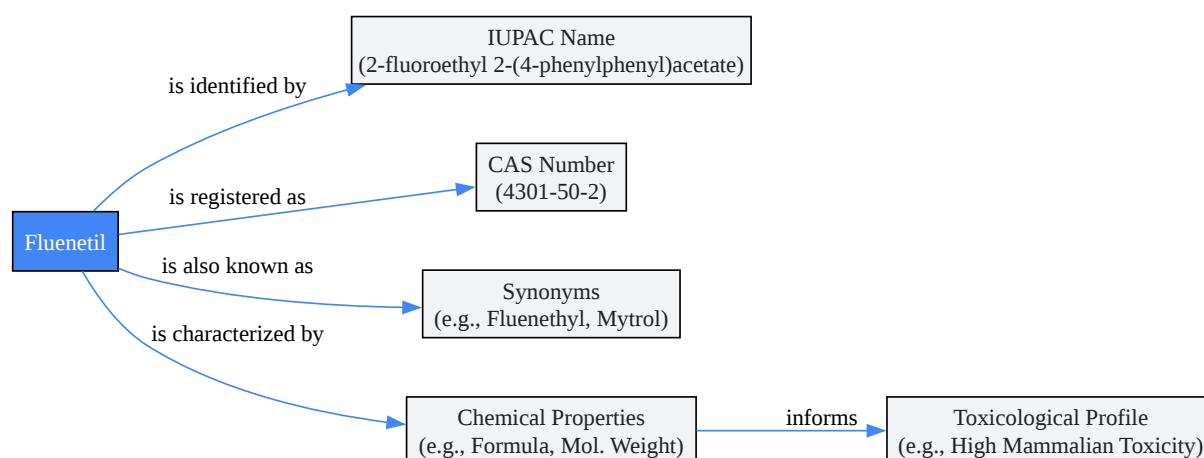 IUPAC Name
(2-fluoroethyl 2-(4-phenylphenyl)acetate)
is identified by
CAS Number
(4301-50-2)
is registered as
Fluenetil
is also known as
Synonyms
(e.g., Fluenethyl, Mytrol)
is characterized by
Chemical Properties
(e.g., Formula, Mol. Weight)
informs
Toxicological Profile
(e.g., High Mammalian Toxicity)